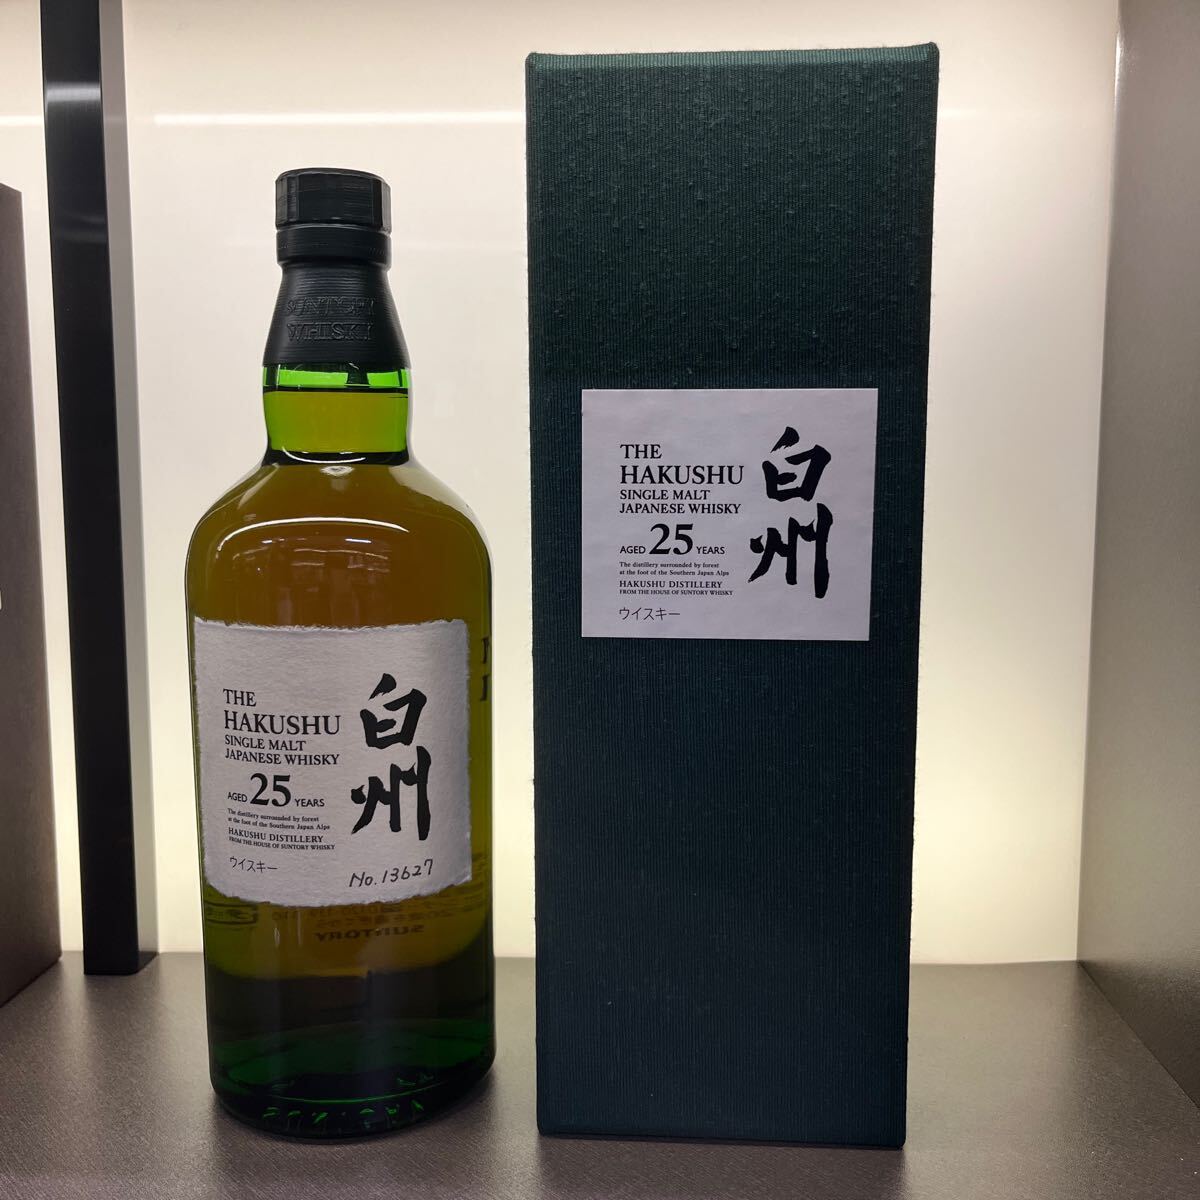 SUNTORY
WHISKY
THE
HAKUSHU
SINGLE MALT
JAPANESE WHISKY
AGED 25 YEARS
The distillery surrounded by forest
at the foot of the Southern Japan Alps
HAKUSHU DISTILLERY
FROM THE HOUSE OF SUNTORY WHISKY
ウイスキー
白州
No.13627
SUNTORY
THE
HAKUSHU
SINGLE MALT
JAPANESE WHISKY
AGED 25 YEARS
The distillery surrounded by forest
at the foot of the Southern Japan Alps
HAKUSHU DISTILLERY
FROM THE HOUSE OF SUNTORY WHISKY
ウイスキー
白州